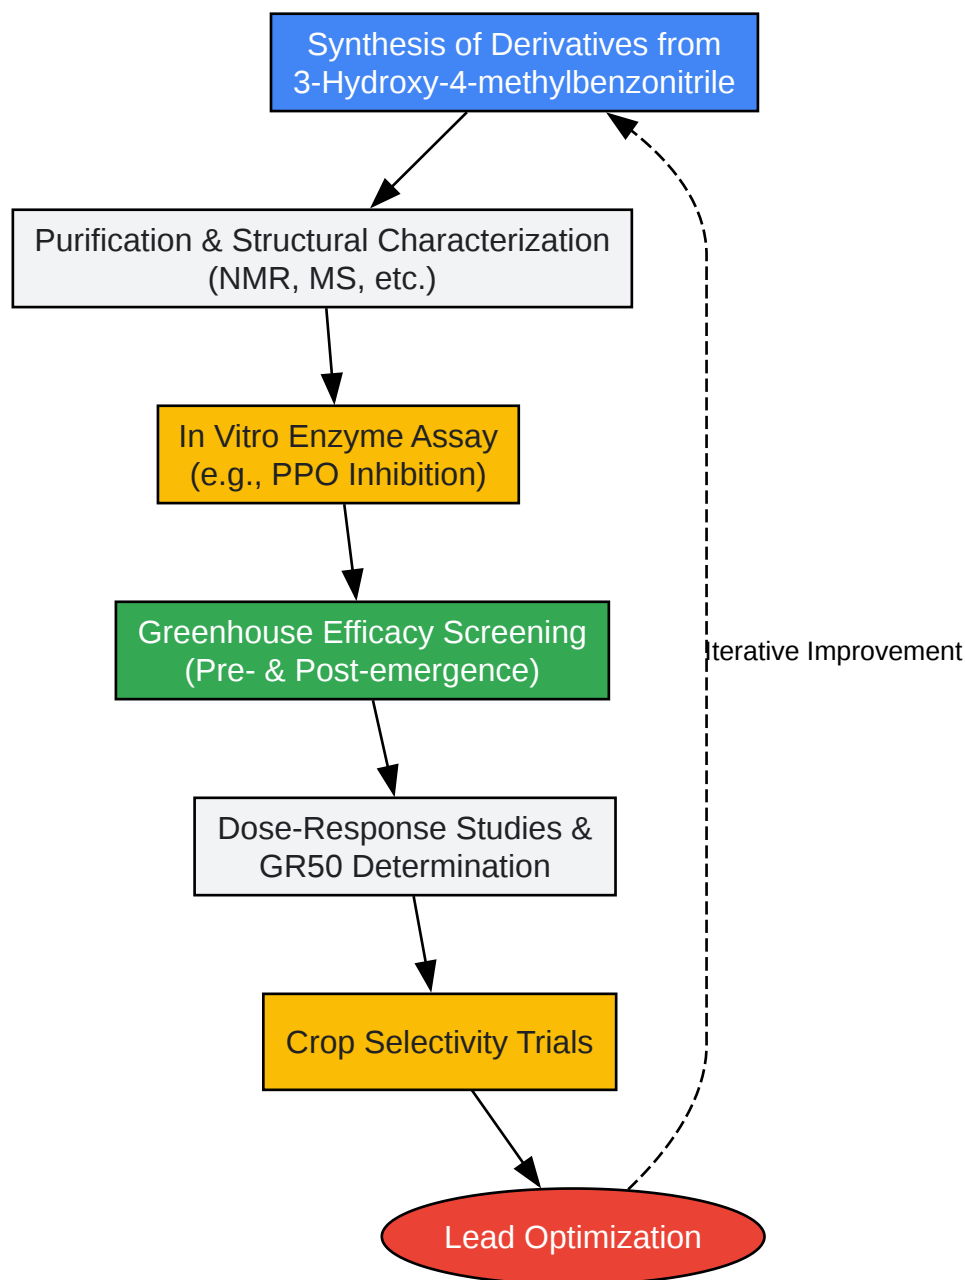 Synthesis of Derivatives from
3-Hydroxy-4-methylbenzonitrile
Purification & Structural Characterization
(NMR, MS, etc.)
In Vitro Enzyme Assay
(e.g., PPO Inhibition)
Greenhouse Efficacy Screening
(Pre- & Post-emergence)
Iterative Improvement
Dose-Response Studies &
GR50 Determination
Crop Selectivity Trials
Lead Optimization